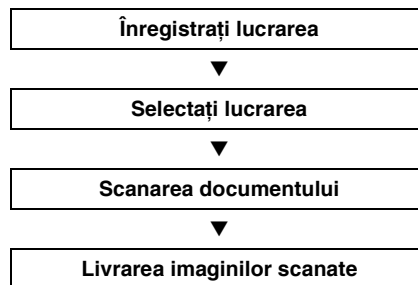 Înregistrați lucrarea
▼
Selectați lucrarea
▼
Scanarea documentului
▼
Livrarea imaginilor scanate